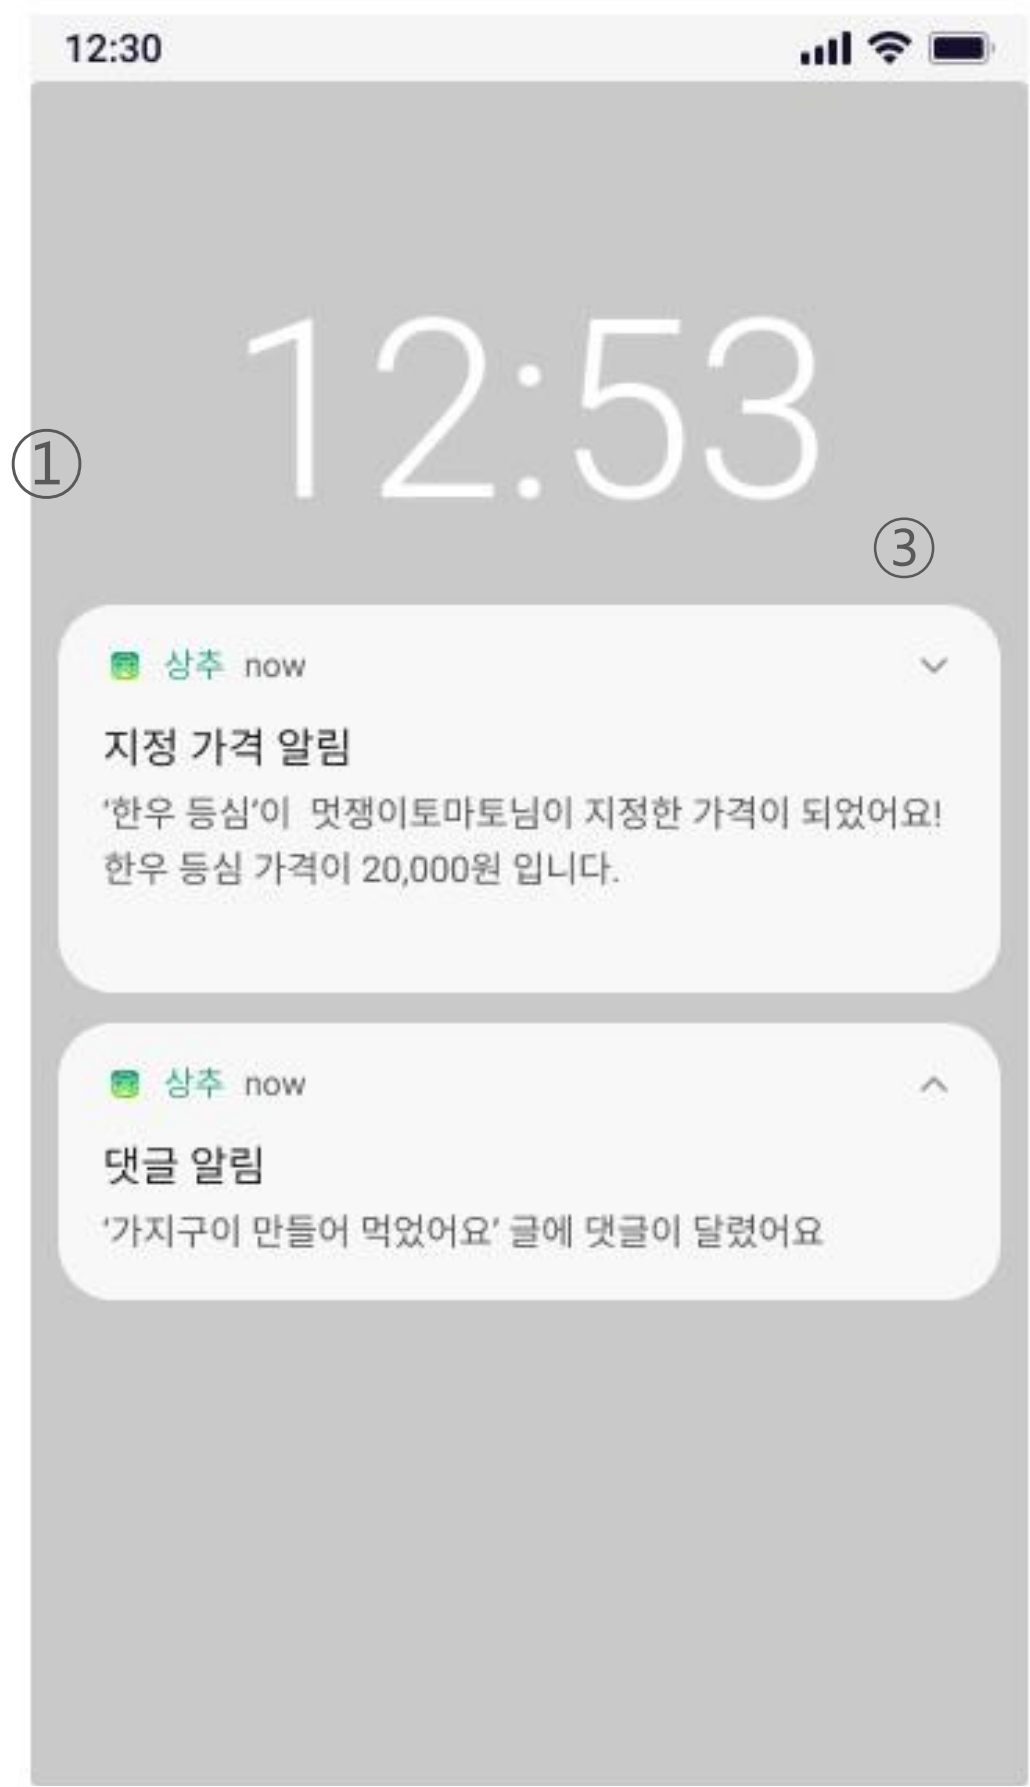 12:30
12:53
①
③
상추 now
지정 가격 알림
‘한우 등심’이  멋쟁이토마토님이 지정한 가격이 되었어요!
한우 등심 가격이 20,000원 입니다.
상추 now
댓글 알림
‘가지구이 만들어 먹었어요’ 글에 댓글이 달렸어요